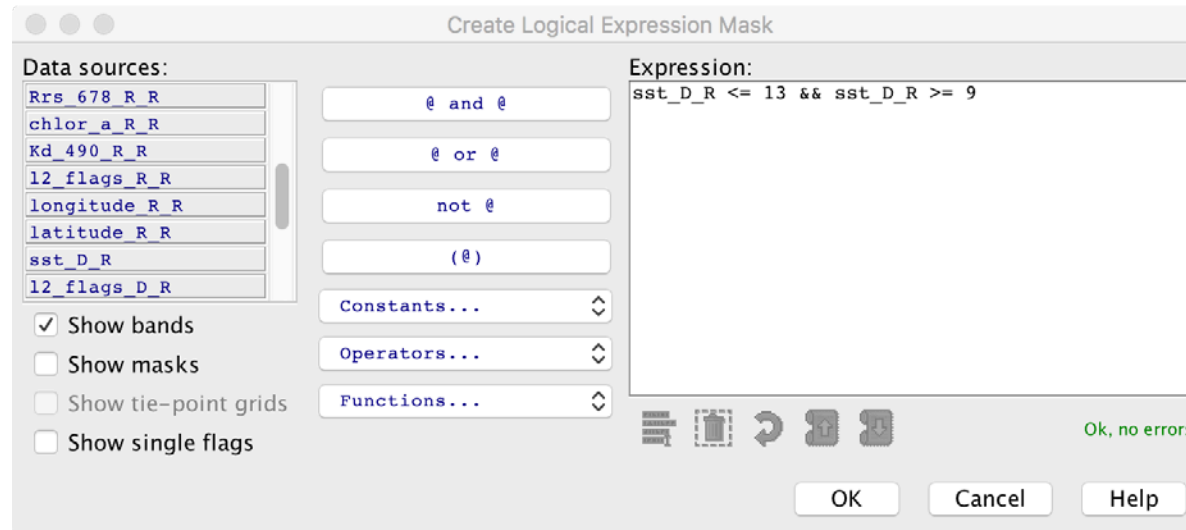 Create Logical Expression Mask
Data sources:
Rrs_678_R_R
chlor_a_R_R
Kd_490_R_R
l2_flags_R_R
longitude_R_R
latitude_R_R
sst_D_R
l2_flags_D_R
Show bands
Show masks
Show tie-point grids
Show single flags
@ and @
@ or @
not @
(@)
Constants...
Operators...
Functions...
Expression:
sst_D_R <= 13 && sst_D_R >= 9
Ok, no errors
OK
Cancel
Help